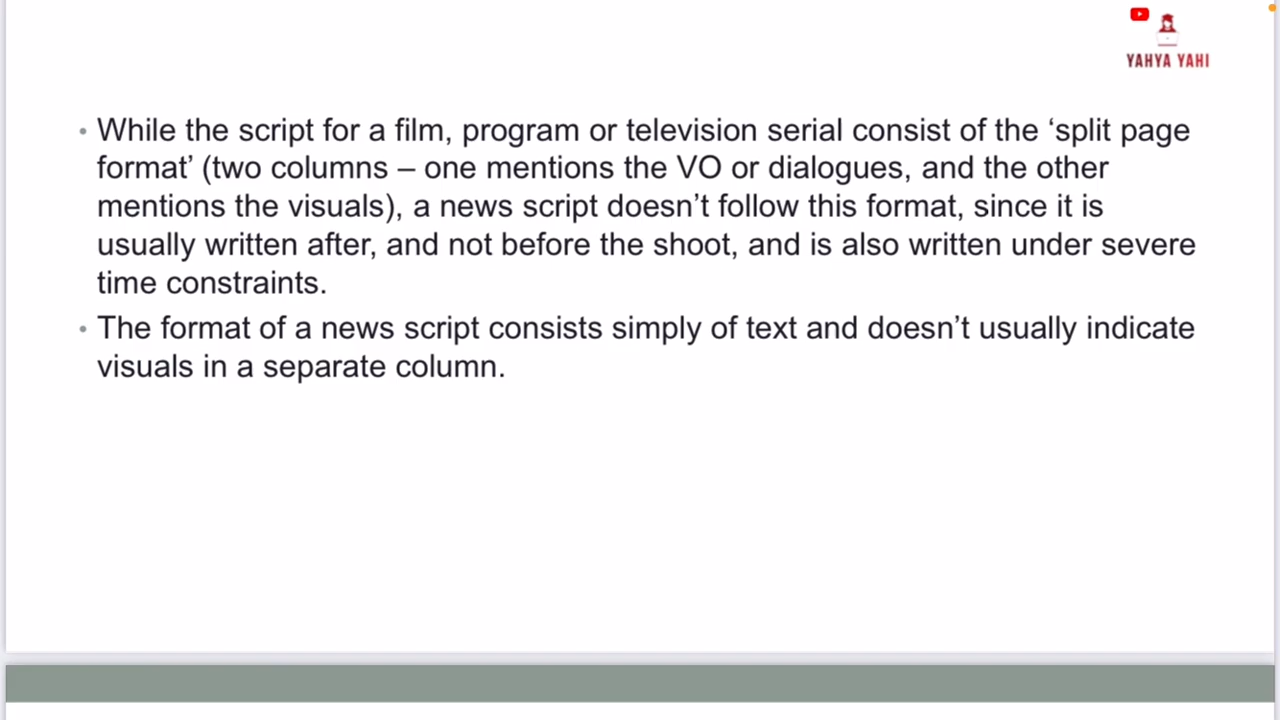 YAHYA YAHI
• While the script for a film, program or television serial consist of the ‘split page
format’ (two columns – one mentions the VO or dialogues, and the other
mentions the visuals), a news script doesn’t follow this format, since it is
usually written after, and not before the shoot, and is also written under severe
time constraints.
• The format of a news script consists simply of text and doesn’t usually indicate
visuals in a separate column.